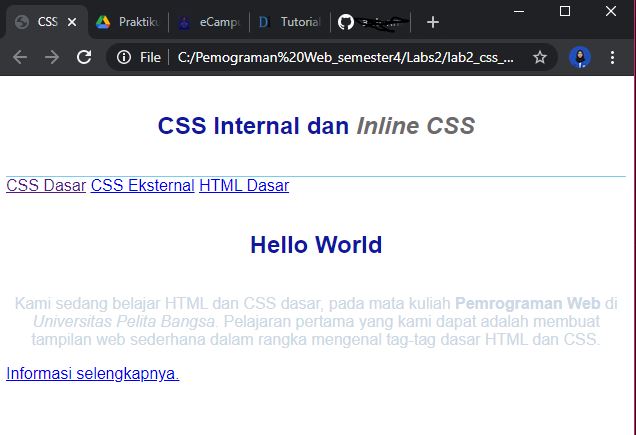 CSS
Praktiku
eCampu
Tutorial
File
C:/Pemograman%20Web_semester4/Labs2/lab2_css_...
CSS Internal dan Inline CSS
CSS Dasar CSS Eksternal HTML Dasar
Hello World
Kami sedang belajar HTML dan CSS dasar, pada mata kuliah Pemrograman Web di
Universitas Pelita Bangsa. Pelajaran pertama yang kami dapat adalah membuat
tampilan web sederhana dalam rangka mengenal tag-tag dasar HTML dan CSS.
Informasi selengkapnya.